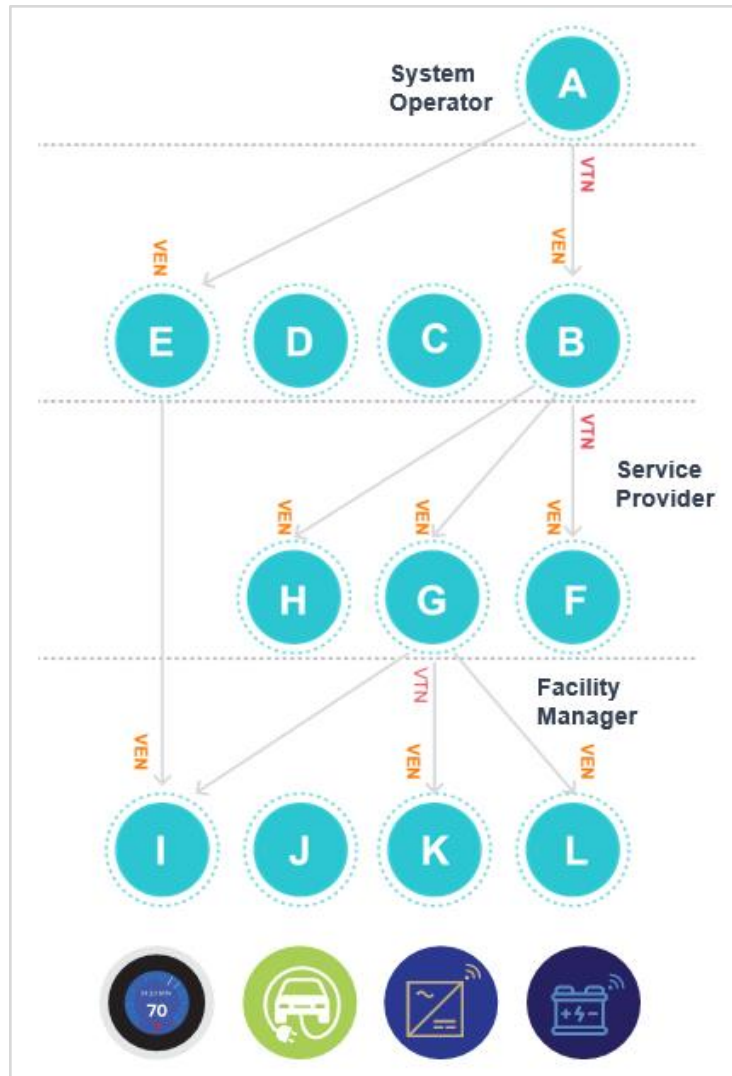 System
Operator
A
VTN
VEN
VEN
E
D
C
B
VTN
Service
Provider
VEN
VEN
VEN
H
G
F
VTN
Facility
Manager
VEN
VEN
VEN
I
J
K
L
70